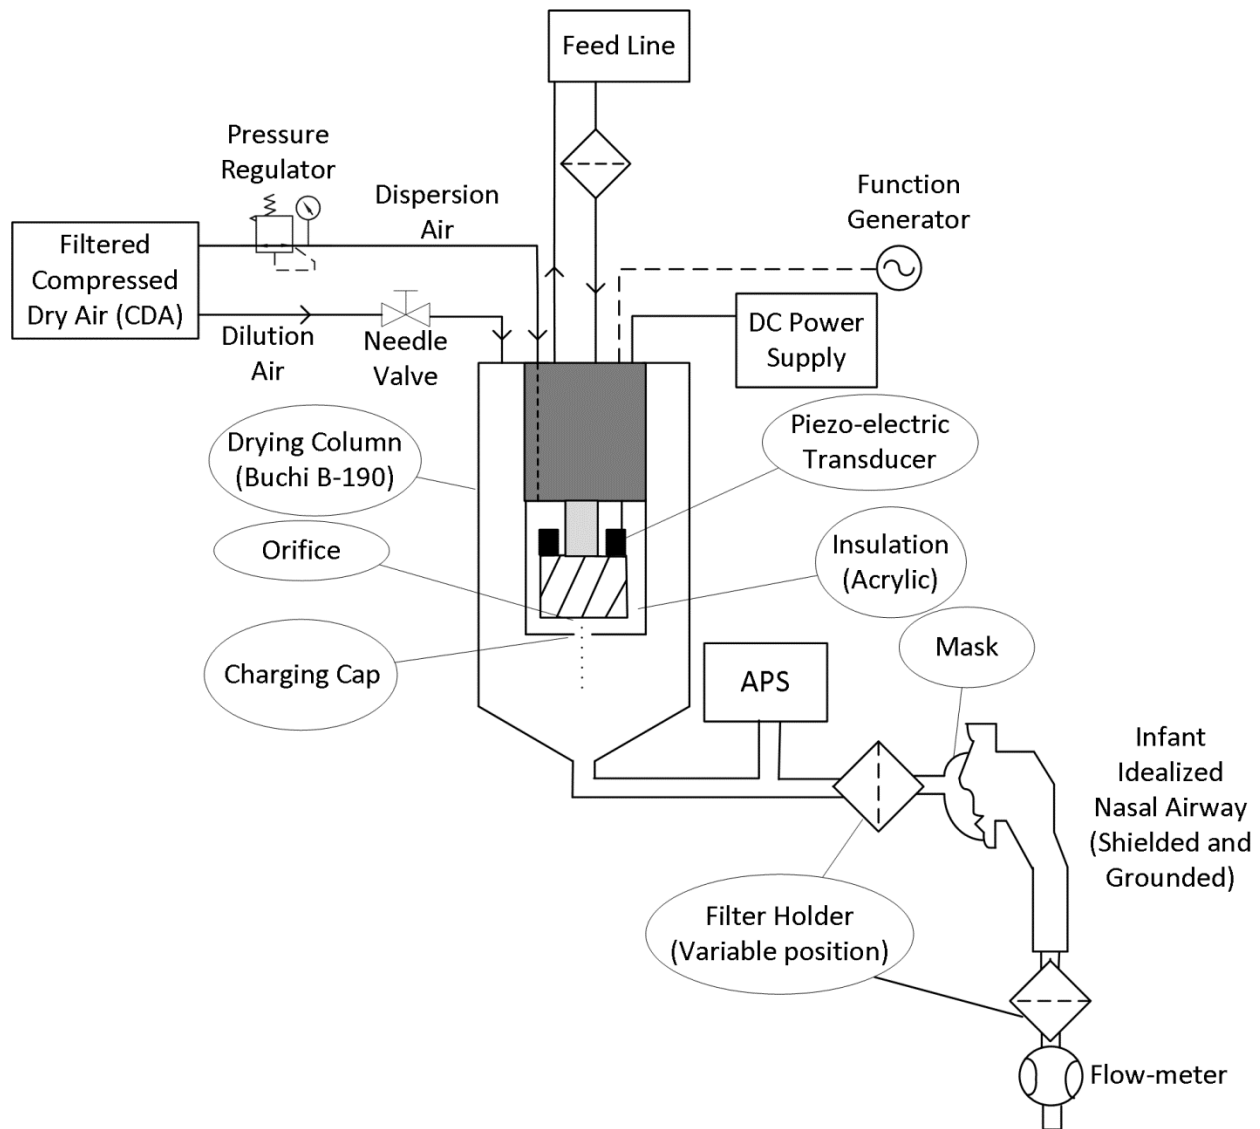 Feed Line
Pressure
Regulator
Dispersion
Air
Function
Generator
Filtered
Compressed
Dry Air (CDA)
Dilution
Air
Needle
Valve
DC Power
Supply
Drying Column
(Buchi B-190)
Piezo-electric
Transducer
Orifice
Insulation
(Acrylic)
Mask
Charging Cap
APS
Infant
Idealized
Nasal Airway
(Shielded and
Grounded)
Filter Holder
(Variable position)
Flow-meter